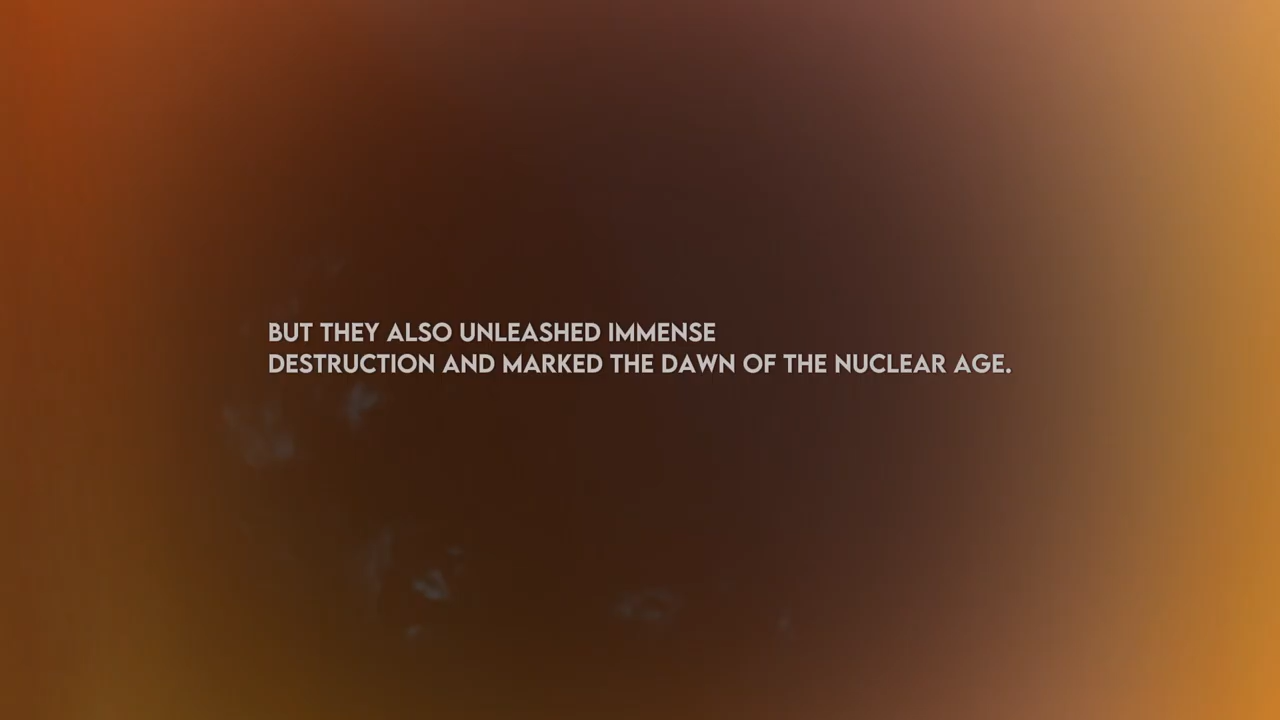 BUT THEY ALSO UNLEASHED IMMENSE
DESTRUCTION AND MARKED THE DAWN OF THE NUCLEAR AGE.